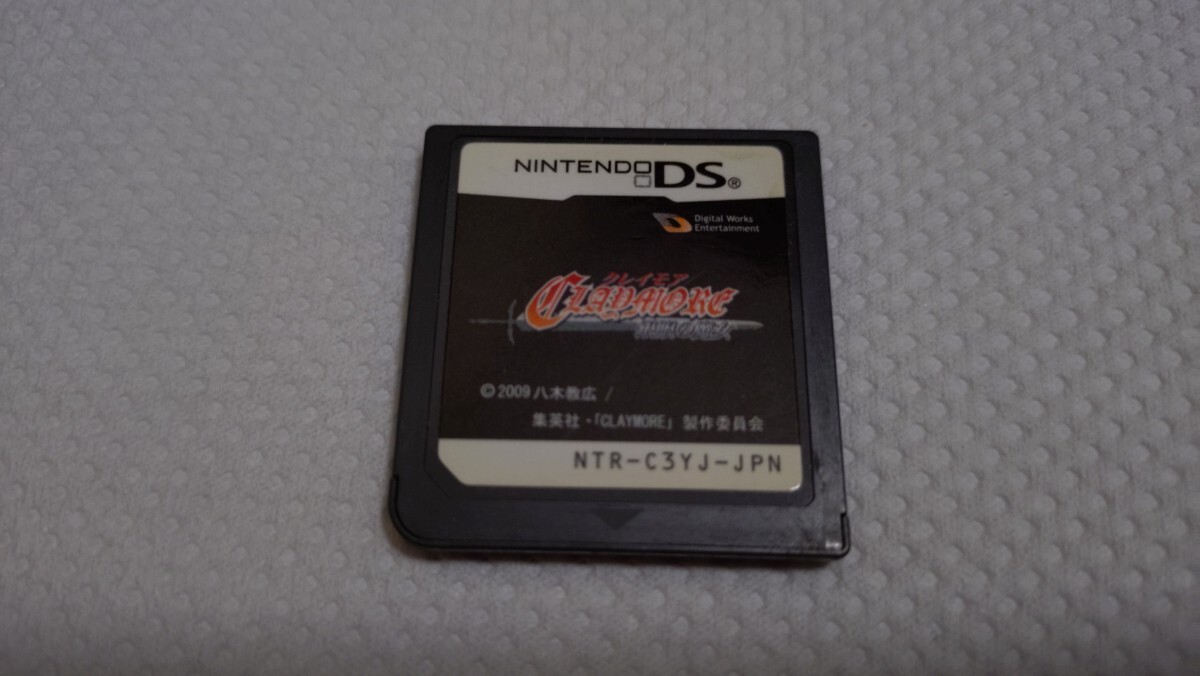 NINTENDO DS®
Digital Works
Entertainment
クレイモア
CLAYMORE
©2009 八木教広 /
集英社・「CLAYMORE」製作委員会
NTR-C3YJ-JPN